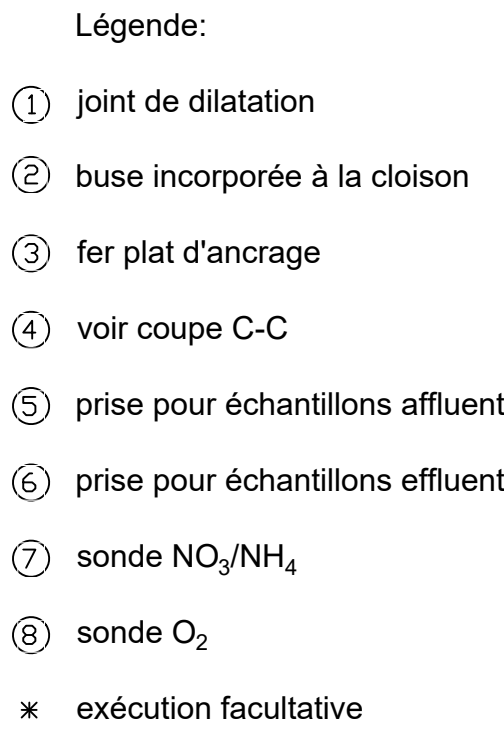 Légende:
① joint de dilatation
② buse incorporée à la cloison
③ fer plat d'ancrage
④ voir coupe C-C
⑤ prise pour échantillons affluent
⑥ prise pour échantillons effluent
⑦ sonde NO₃/NH₄
⑧ sonde O₂
* exécution facultative